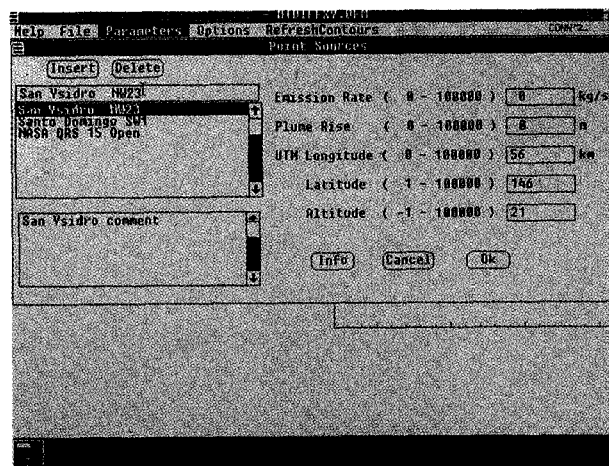 Help File Parameters Options RefreshContours
Point Sources
Insert Delete
San Ysidro NW23
San Ysidro NW23
Santo Domingo SW1
NASA QRS 15 Open
San Ysidro comment
Emission Rate ( 0 - 100000 ) 0 kg/s
Plume Rise ( 0 - 100000 ) 0 m
UTM Longitude ( 0 - 100000 ) 56 km
Latitude ( 1 - 100000 ) 146
Altitude ( -1 - 100000 ) 21
Info Cancel Ok